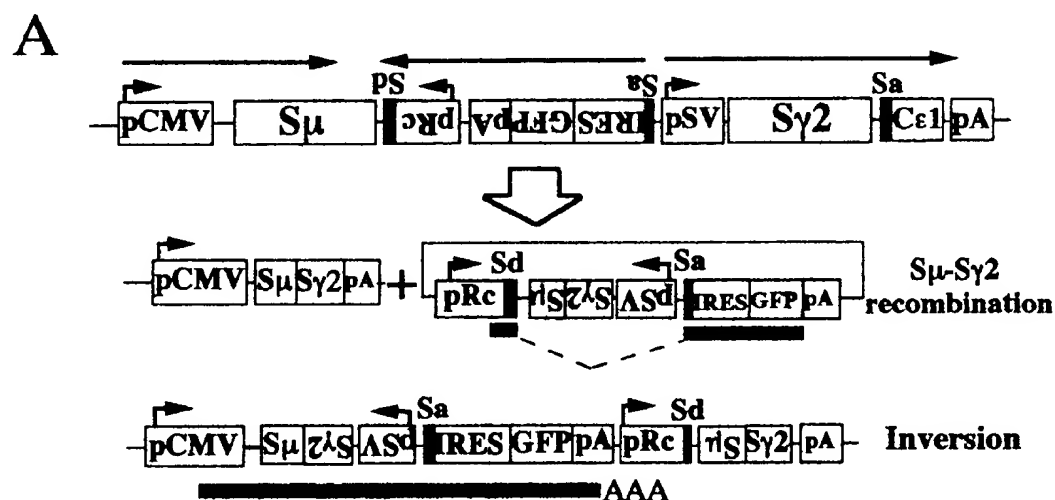 A
Sd Sa Sa
pCMV Sμ pRc pA GFP IRES pSV Sγ2 Cε1 pA
Sd Sa
pCMV Sμ Sγ2 pA + pRc Sμ Sγ2 pSV IRES GFP pA
Sμ-Sγ2
recombination
Sa Sd
pCMV Sμ Sγ2 pSV IRES GFP pA pRc Sμ Sγ2 pA
Inversion
AAA